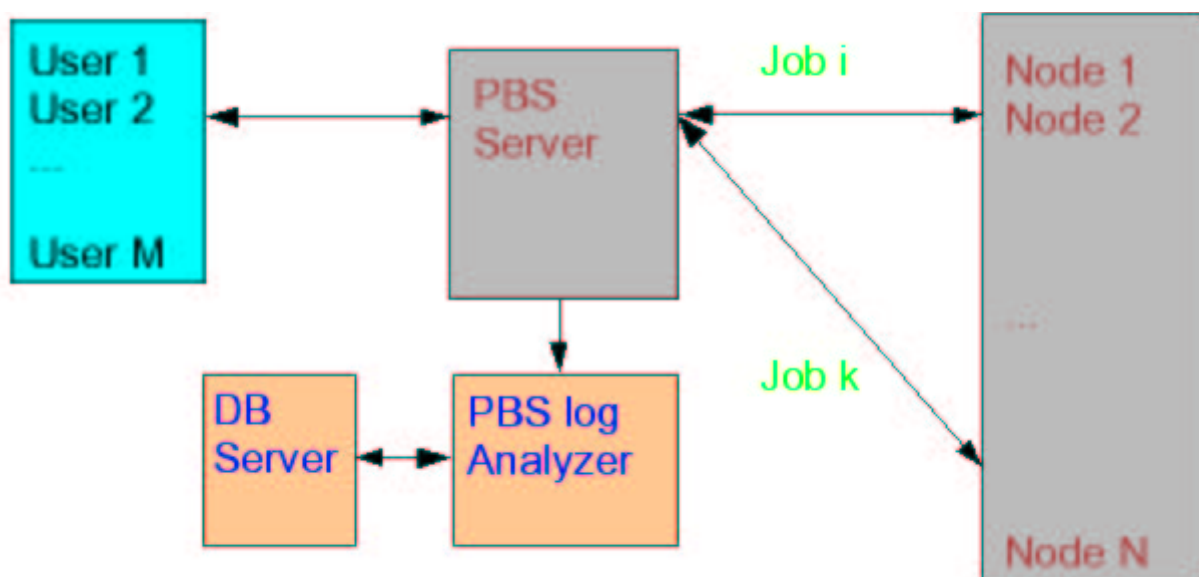 User 1
User 2
...
User M
PBS
Server
Job i
Node 1
Node 2
...
Job k
Node N
DB
Server
PBS log
Analyzer